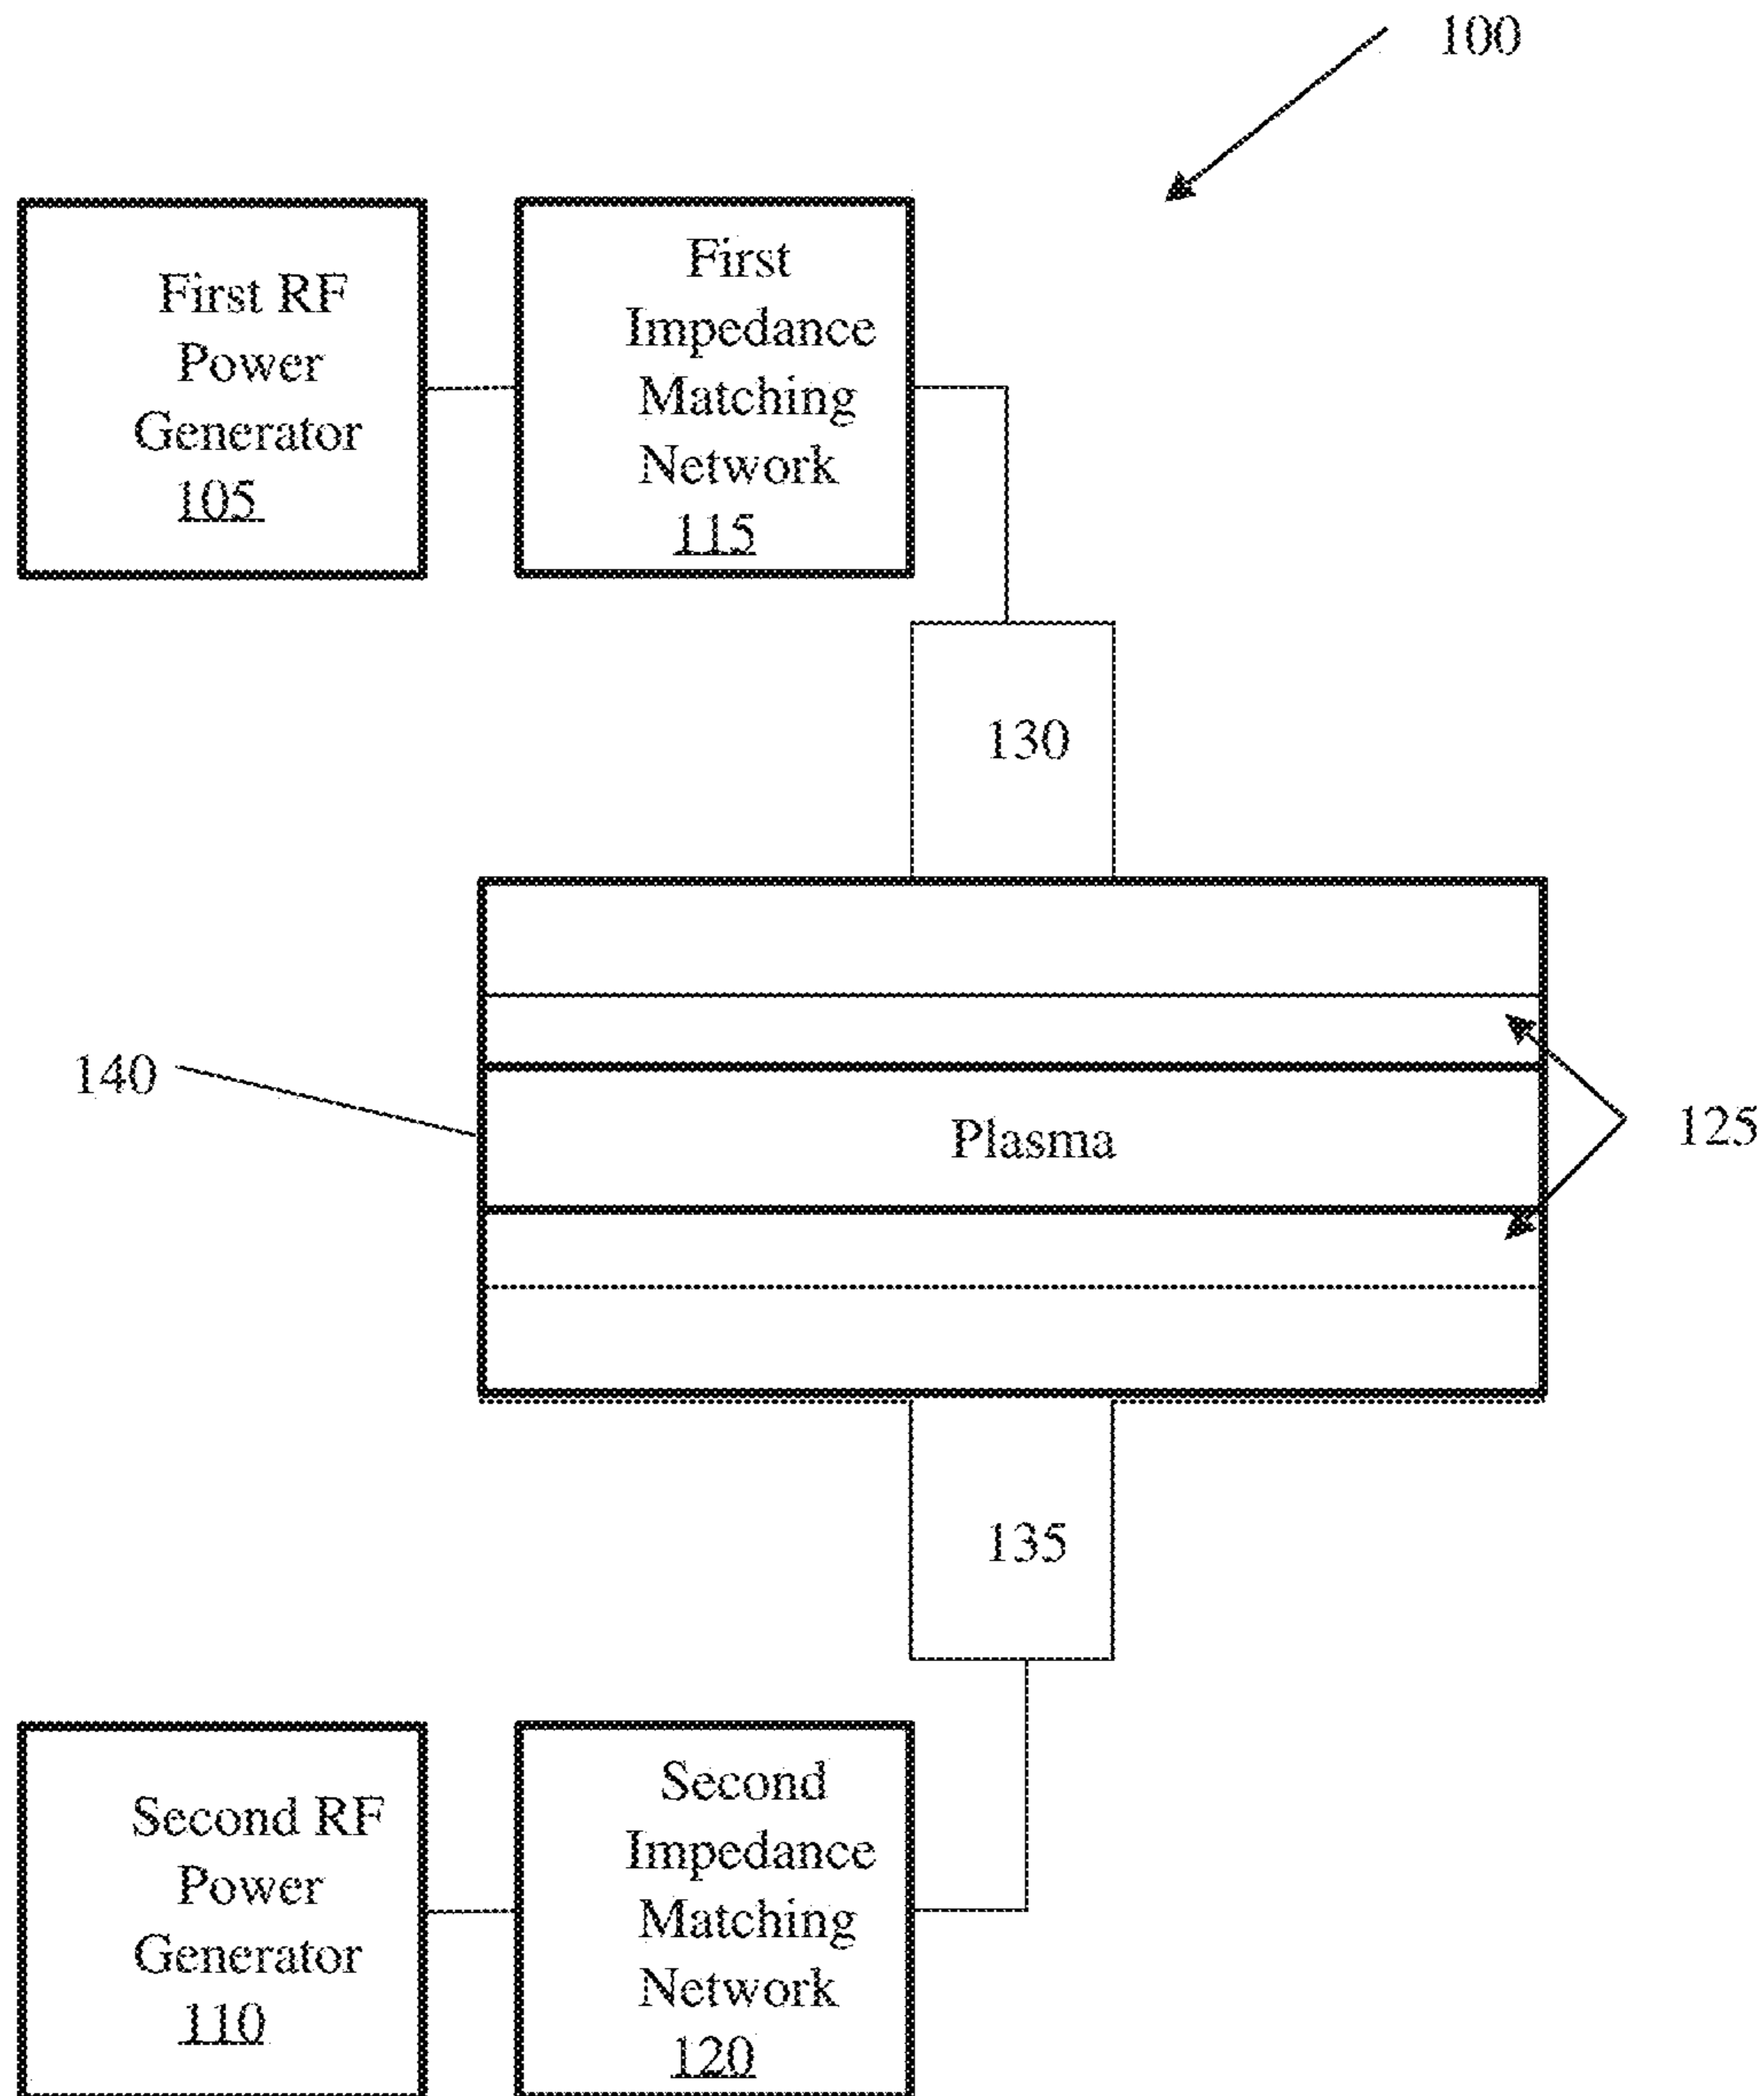 100
First RF
Power
Generator
105
First
Impedance
Matching
Network
115
130
140
Plasma
125
135
Second RF
Power
Generator
110
Second
Impedance
Matching
Network
120